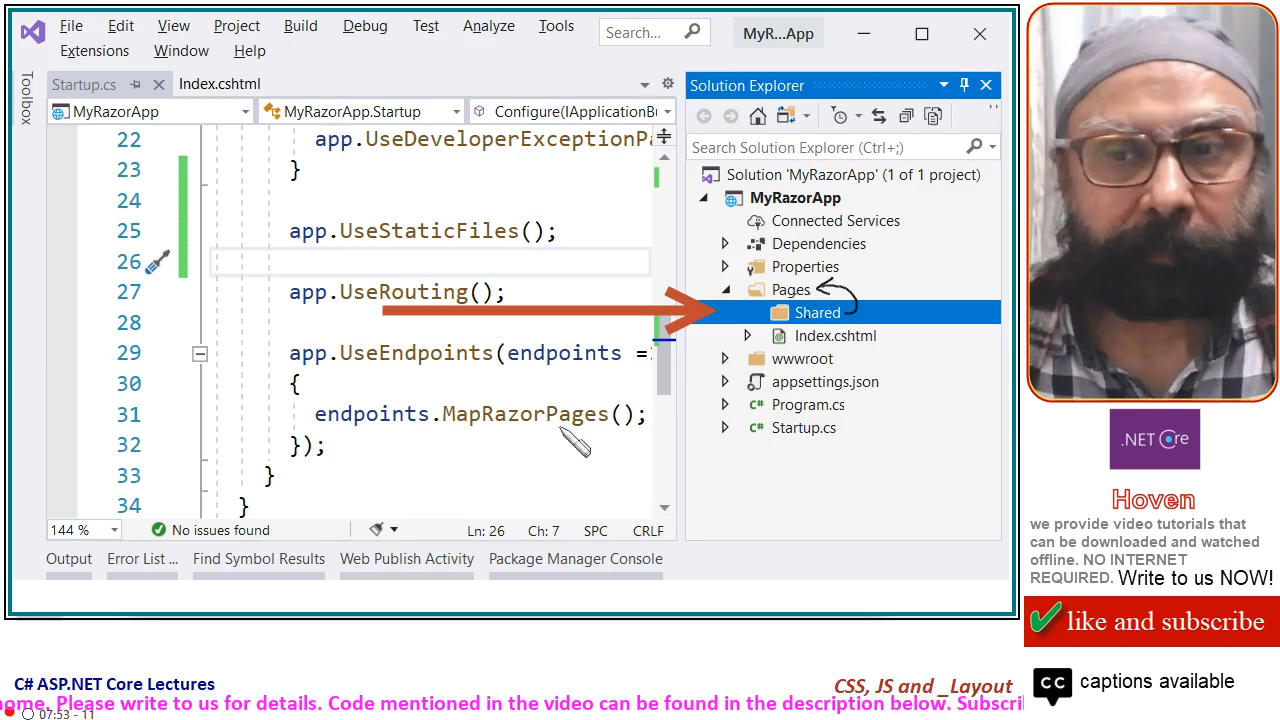 File Edit View Project Build Debug Test Analyze Tools Search... MyR...App
Extensions Window Help
Toolbox
Startup.cs Index.cshtml
MyRazorApp MyRazorApp.Startup Configure(IApplicationBu
22 app.UseDeveloperExceptionPa
23 }
24
25 app.UseStaticFiles();
26
27 app.UseRouting();
28
29 app.UseEndpoints(endpoints =>
30 {
31 endpoints.MapRazorPages();
32 });
33 }
34 }
144 % No issues found Ln: 26 Ch: 7 SPC CRLF
Output Error List ... Find Symbol Results Web Publish Activity Package Manager Console
Solution Explorer
Search Solution Explorer (Ctrl+;)
Solution 'MyRazorApp' (1 of 1 project)
MyRazorApp
Connected Services
Dependencies
Properties
Pages
Shared
Index.cshtml
wwwroot
appsettings.json
C# Program.cs
C# Startup.cs
.NET Core
Hoven
we provide video tutorials that
can be downloaded and watched
offline. NO INTERNET
REQUIRED. Write to us NOW!
like and subscribe
CC captions available
C# ASP.NET Core Lectures
CSS, JS and _Layout
ome. Please write to us for details. Code mentioned in the video can be found in the description below. Subscri
07:53 - 11